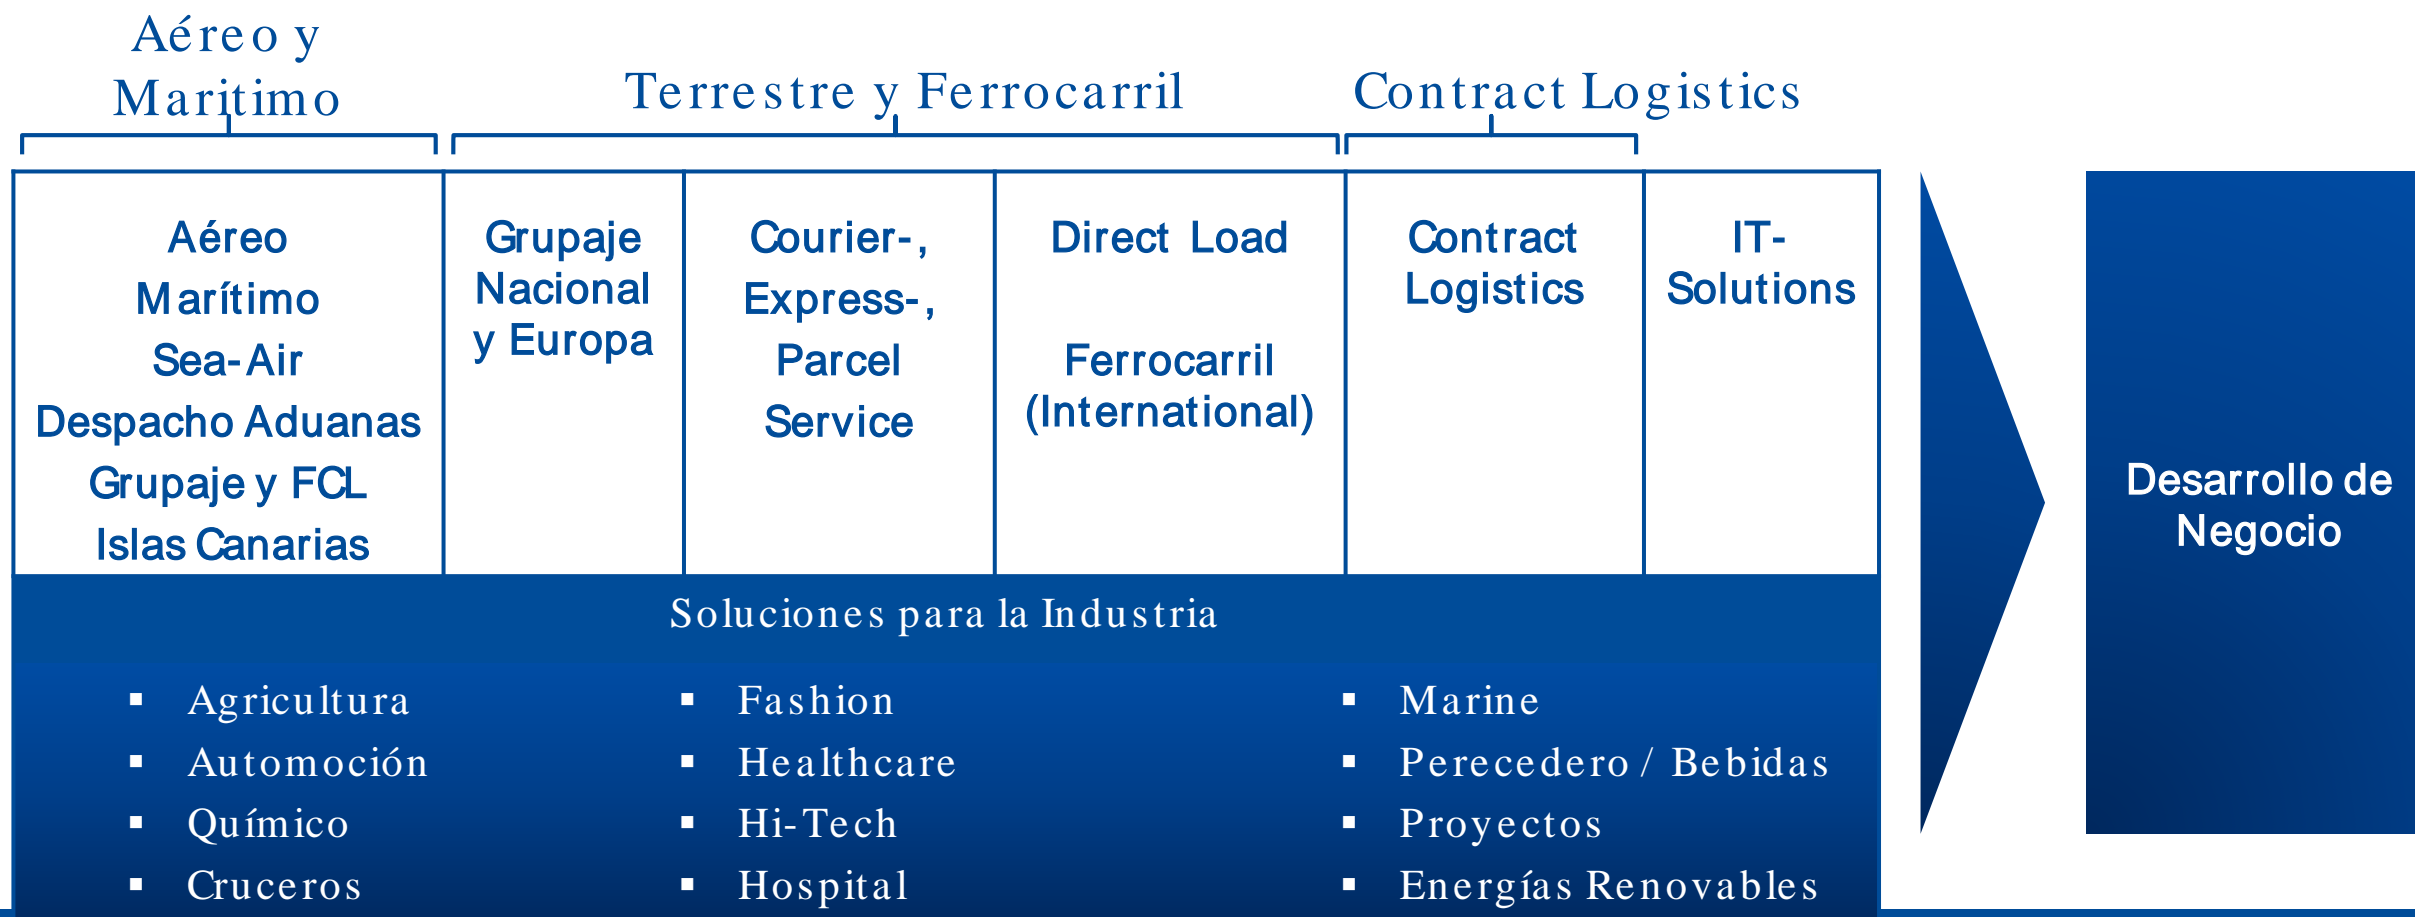 Aéreo y
Maritimo
Terrestre y Ferrocarril
Contract Logistics
Aéreo
Marítimo
Sea-Air
Despacho Aduanas
Grupaje y FCL
Islas Canarias
Grupaje
Nacional
y Europa
Courier-,
Express-,
Parcel
Service
Direct Load
Ferrocarril
(International)
Contract
Logistics
IT-
Solutions
Desarrollo de
Negocio
Soluciones para la Industria
▪ Agricultura
▪ Automoción
▪ Químico
▪ Cruceros
▪ Fashion
▪ Healthcare
▪ Hi-Tech
▪ Hospital
▪ Marine
▪ Perecedero / Bebidas
▪ Proyectos
▪ Energías Renovables